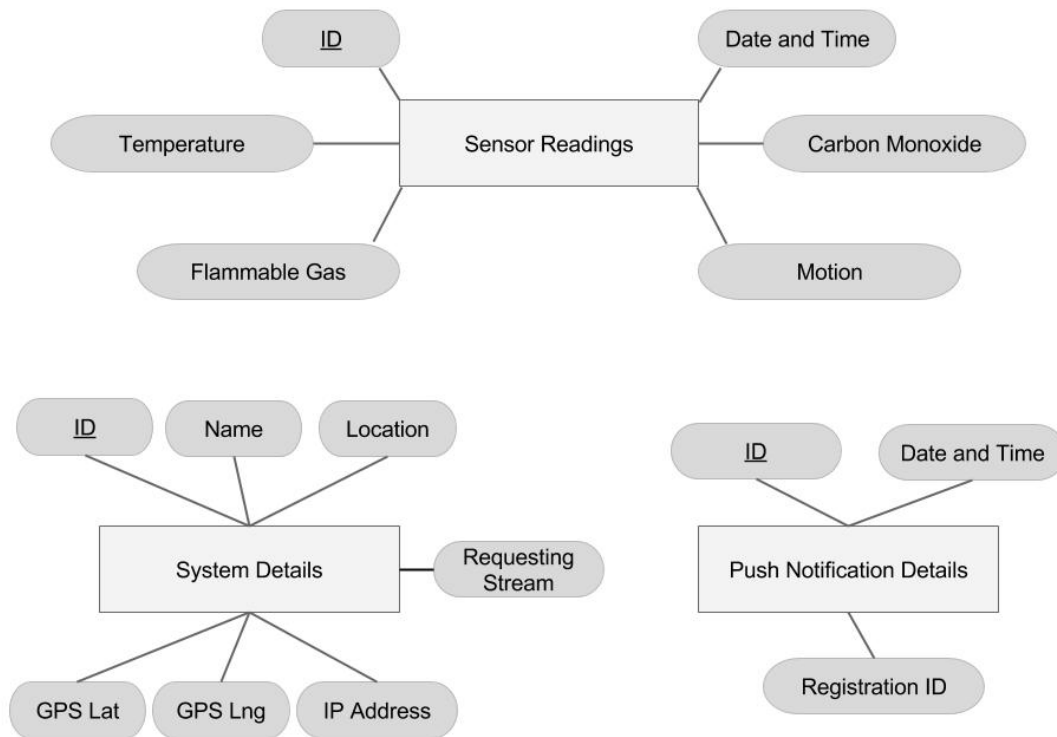 ID
Date and Time
Temperature
Sensor Readings
Carbon Monoxide
Flammable Gas
Motion
ID
Name
Location
ID
Date and Time
System Details
Requesting
Stream
Push Notification Details
GPS Lat
GPS Lng
IP Address
Registration ID